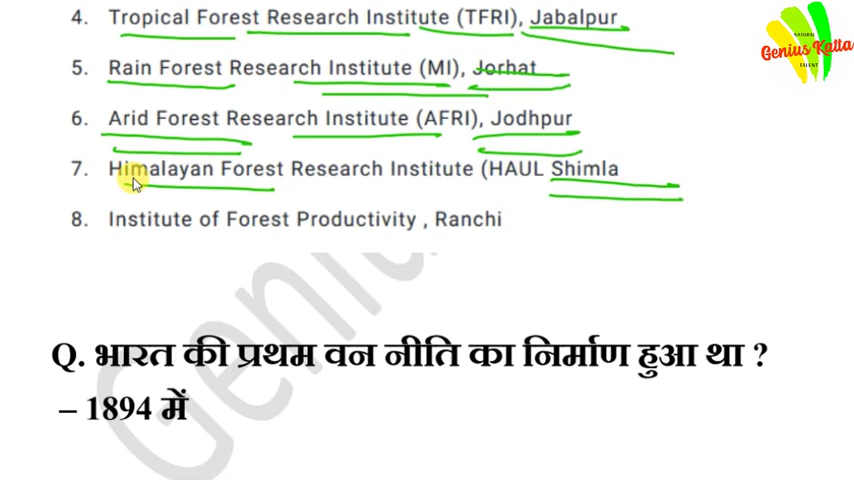 4. Tropical Forest Research Institute (TFRI), Jabalpur
NATURAL
Genius Katta
TALENT
5. Rain Forest Research Institute (MI), Jorhat
6. Arid Forest Research Institute (AFRI), Jodhpur
7. Himalayan Forest Research Institute (HAUL Shimla
8. Institute of Forest Productivity , Ranchi
Q. भारत की प्रथम वन नीति का निर्माण हुआ था ?
– 1894 में